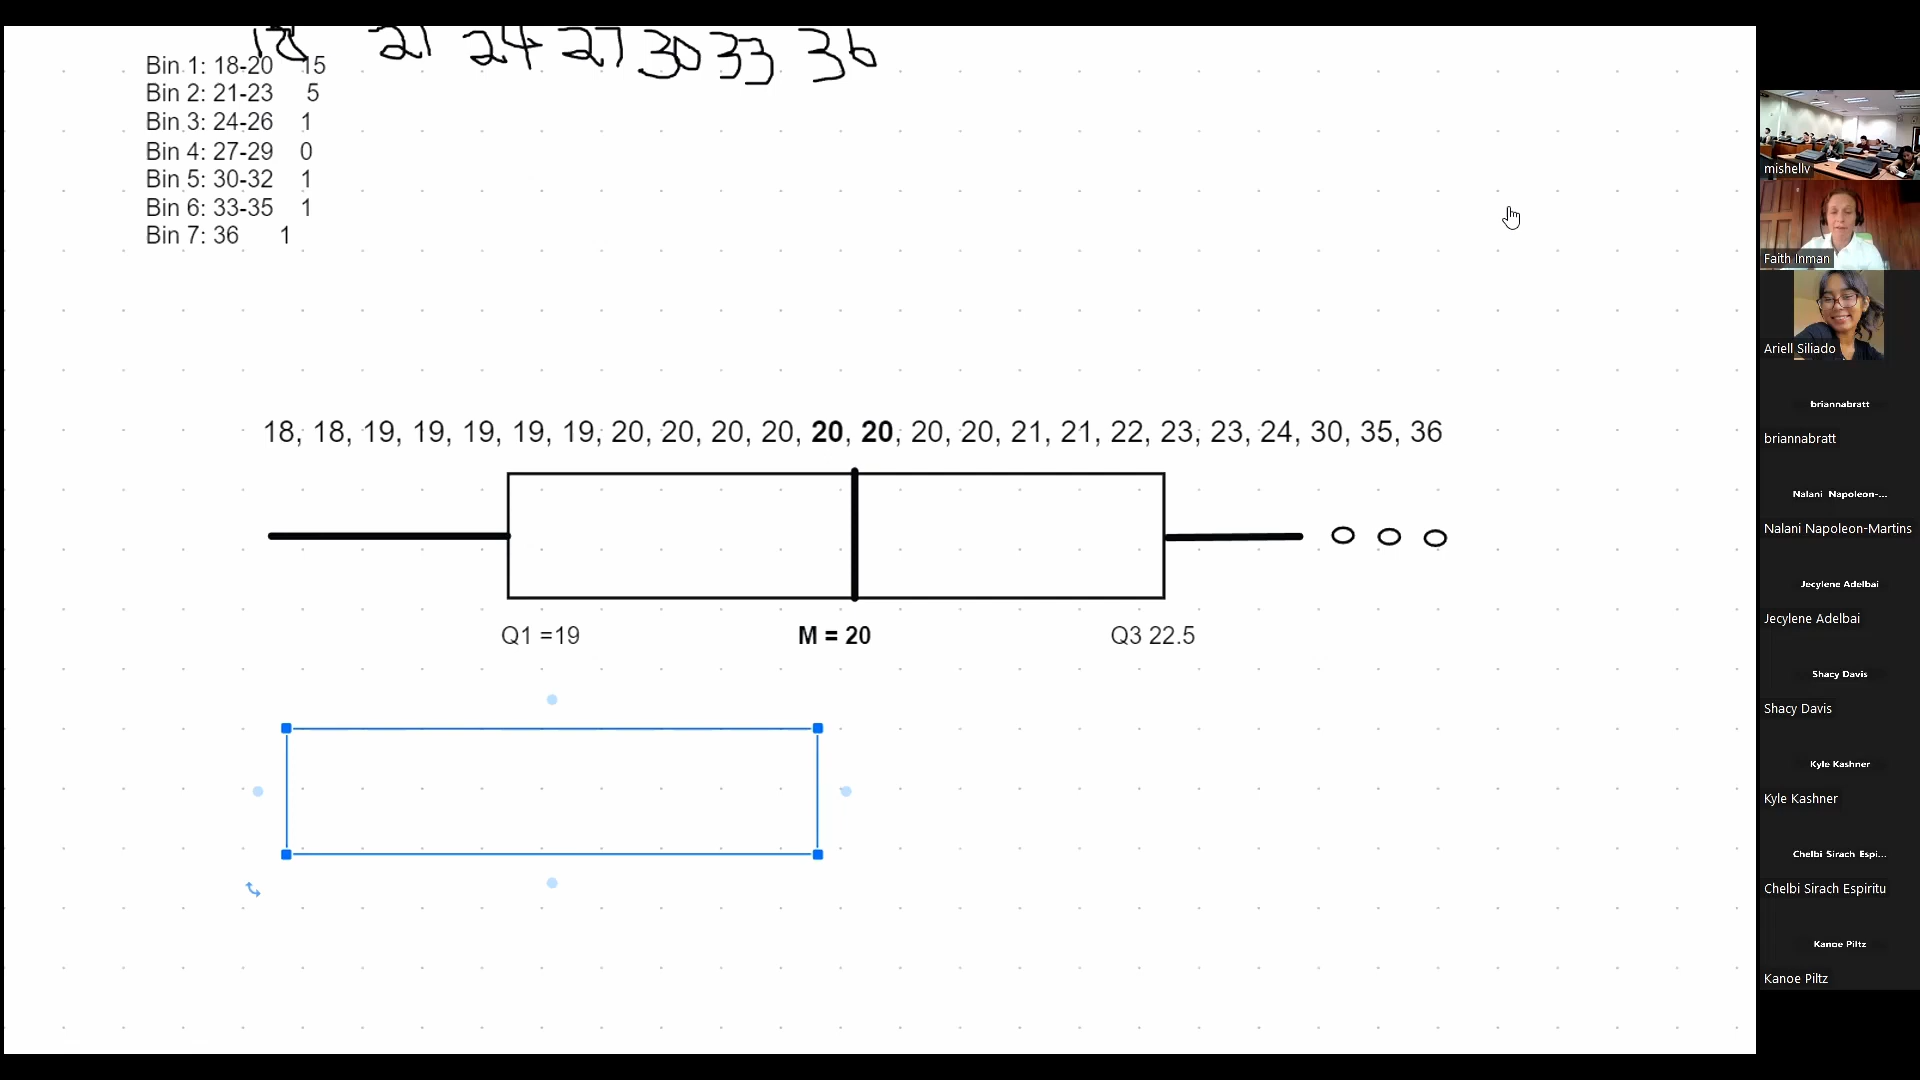 18 21 24 27 30 33 36
Bin 1: 18-20 15
Bin 2: 21-23 5
Bin 3: 24-26 1
Bin 4: 27-29 0
Bin 5: 30-32 1
Bin 6: 33-35 1
Bin 7: 36 1
18, 18, 19, 19, 19, 19, 19, 20, 20, 20, 20, 20, 20, 20, 20, 21, 21, 22, 23, 23, 24, 30, 35, 36
Q1 =19 M = 20 Q3 22.5
mishellv
Faith Inman
Ariell Siliado
briannabratt
briannabratt
Nalani Napoleon-...
Nalani Napoleon-Martins
Jecylene Adelbai
Jecylene Adelbai
Shacy Davis
Shacy Davis
Kyle Kashner
Kyle Kashner
Chelbi Sirach Espi...
Chelbi Sirach Espiritu
Kanoe Piltz
Kanoe Piltz